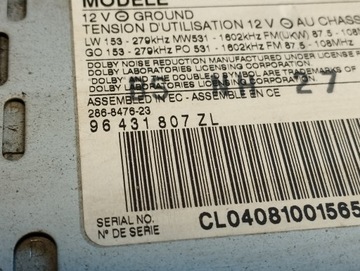 MODELE
12 V ⎓ ⊖ GROUND
TENSION D'UTILISATION 12 V ⊖ AU CHASS
LW 153 - 279kHz MW531 - 1602kHz FM(UKW) 87.5 - 108MHz
GO 153 - 279kHz PO 531 - 1602kHz FM 87.5 - 108MHz
DOLBY NOISE REDUCTION MANUFACTURED UNDER LICENSE
DOLBY LABORATORIES LICENSING CORPORATION
DOLBY AND THE DOUBLE-D SYMBOL ARE TRADEMARKS
DOLBY LABORATORIES LICENSING CORPORATION
ASSEMBLED IN EC - ASSEMBLE EN CE
286-8476-23
96 431 807 ZL
SERIAL NO.
N° DE SERIE
CL04081001565